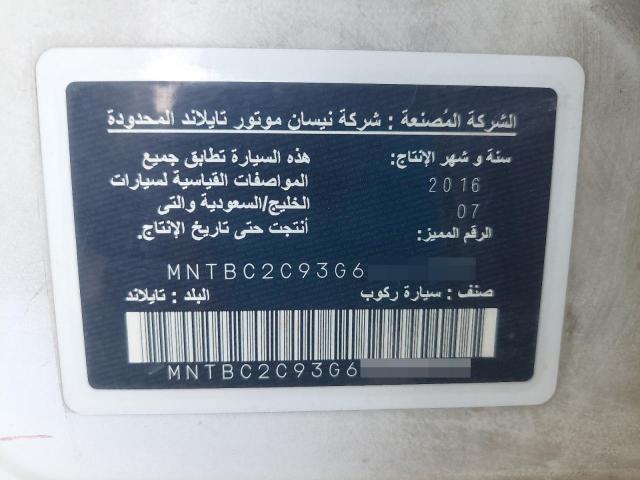 الشركة المُصنعة : شركة نيسان موتور تايلاند المحدودة
سنة و شهر الإنتاج:
2016
07
الرقم المميز:
هذه السيارة تطابق جميع
المواصفات القياسية لسيارات
الخليج/السعودية والتى
أنتجت حتى تاريخ الإنتاج.
MNTBC2C93G6
صنف : سيارة ركوب
البلد : تايلاند
MNTBC2C93G6